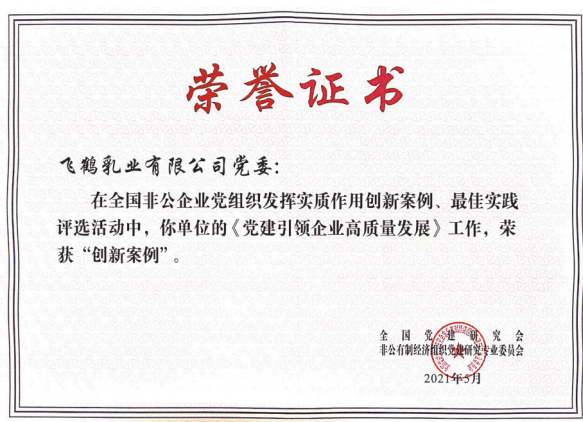 荣誉证书
飞鹤乳业有限公司党委：
在全国非公企业党组织发挥实质作用创新案例、最佳实践
评选活动中，你单位的《党建引领企业高质量发展》工作，荣
获“创新案例”。
全国党建研究会
非公有制经济组织党建研究专业委员会
2021年5月